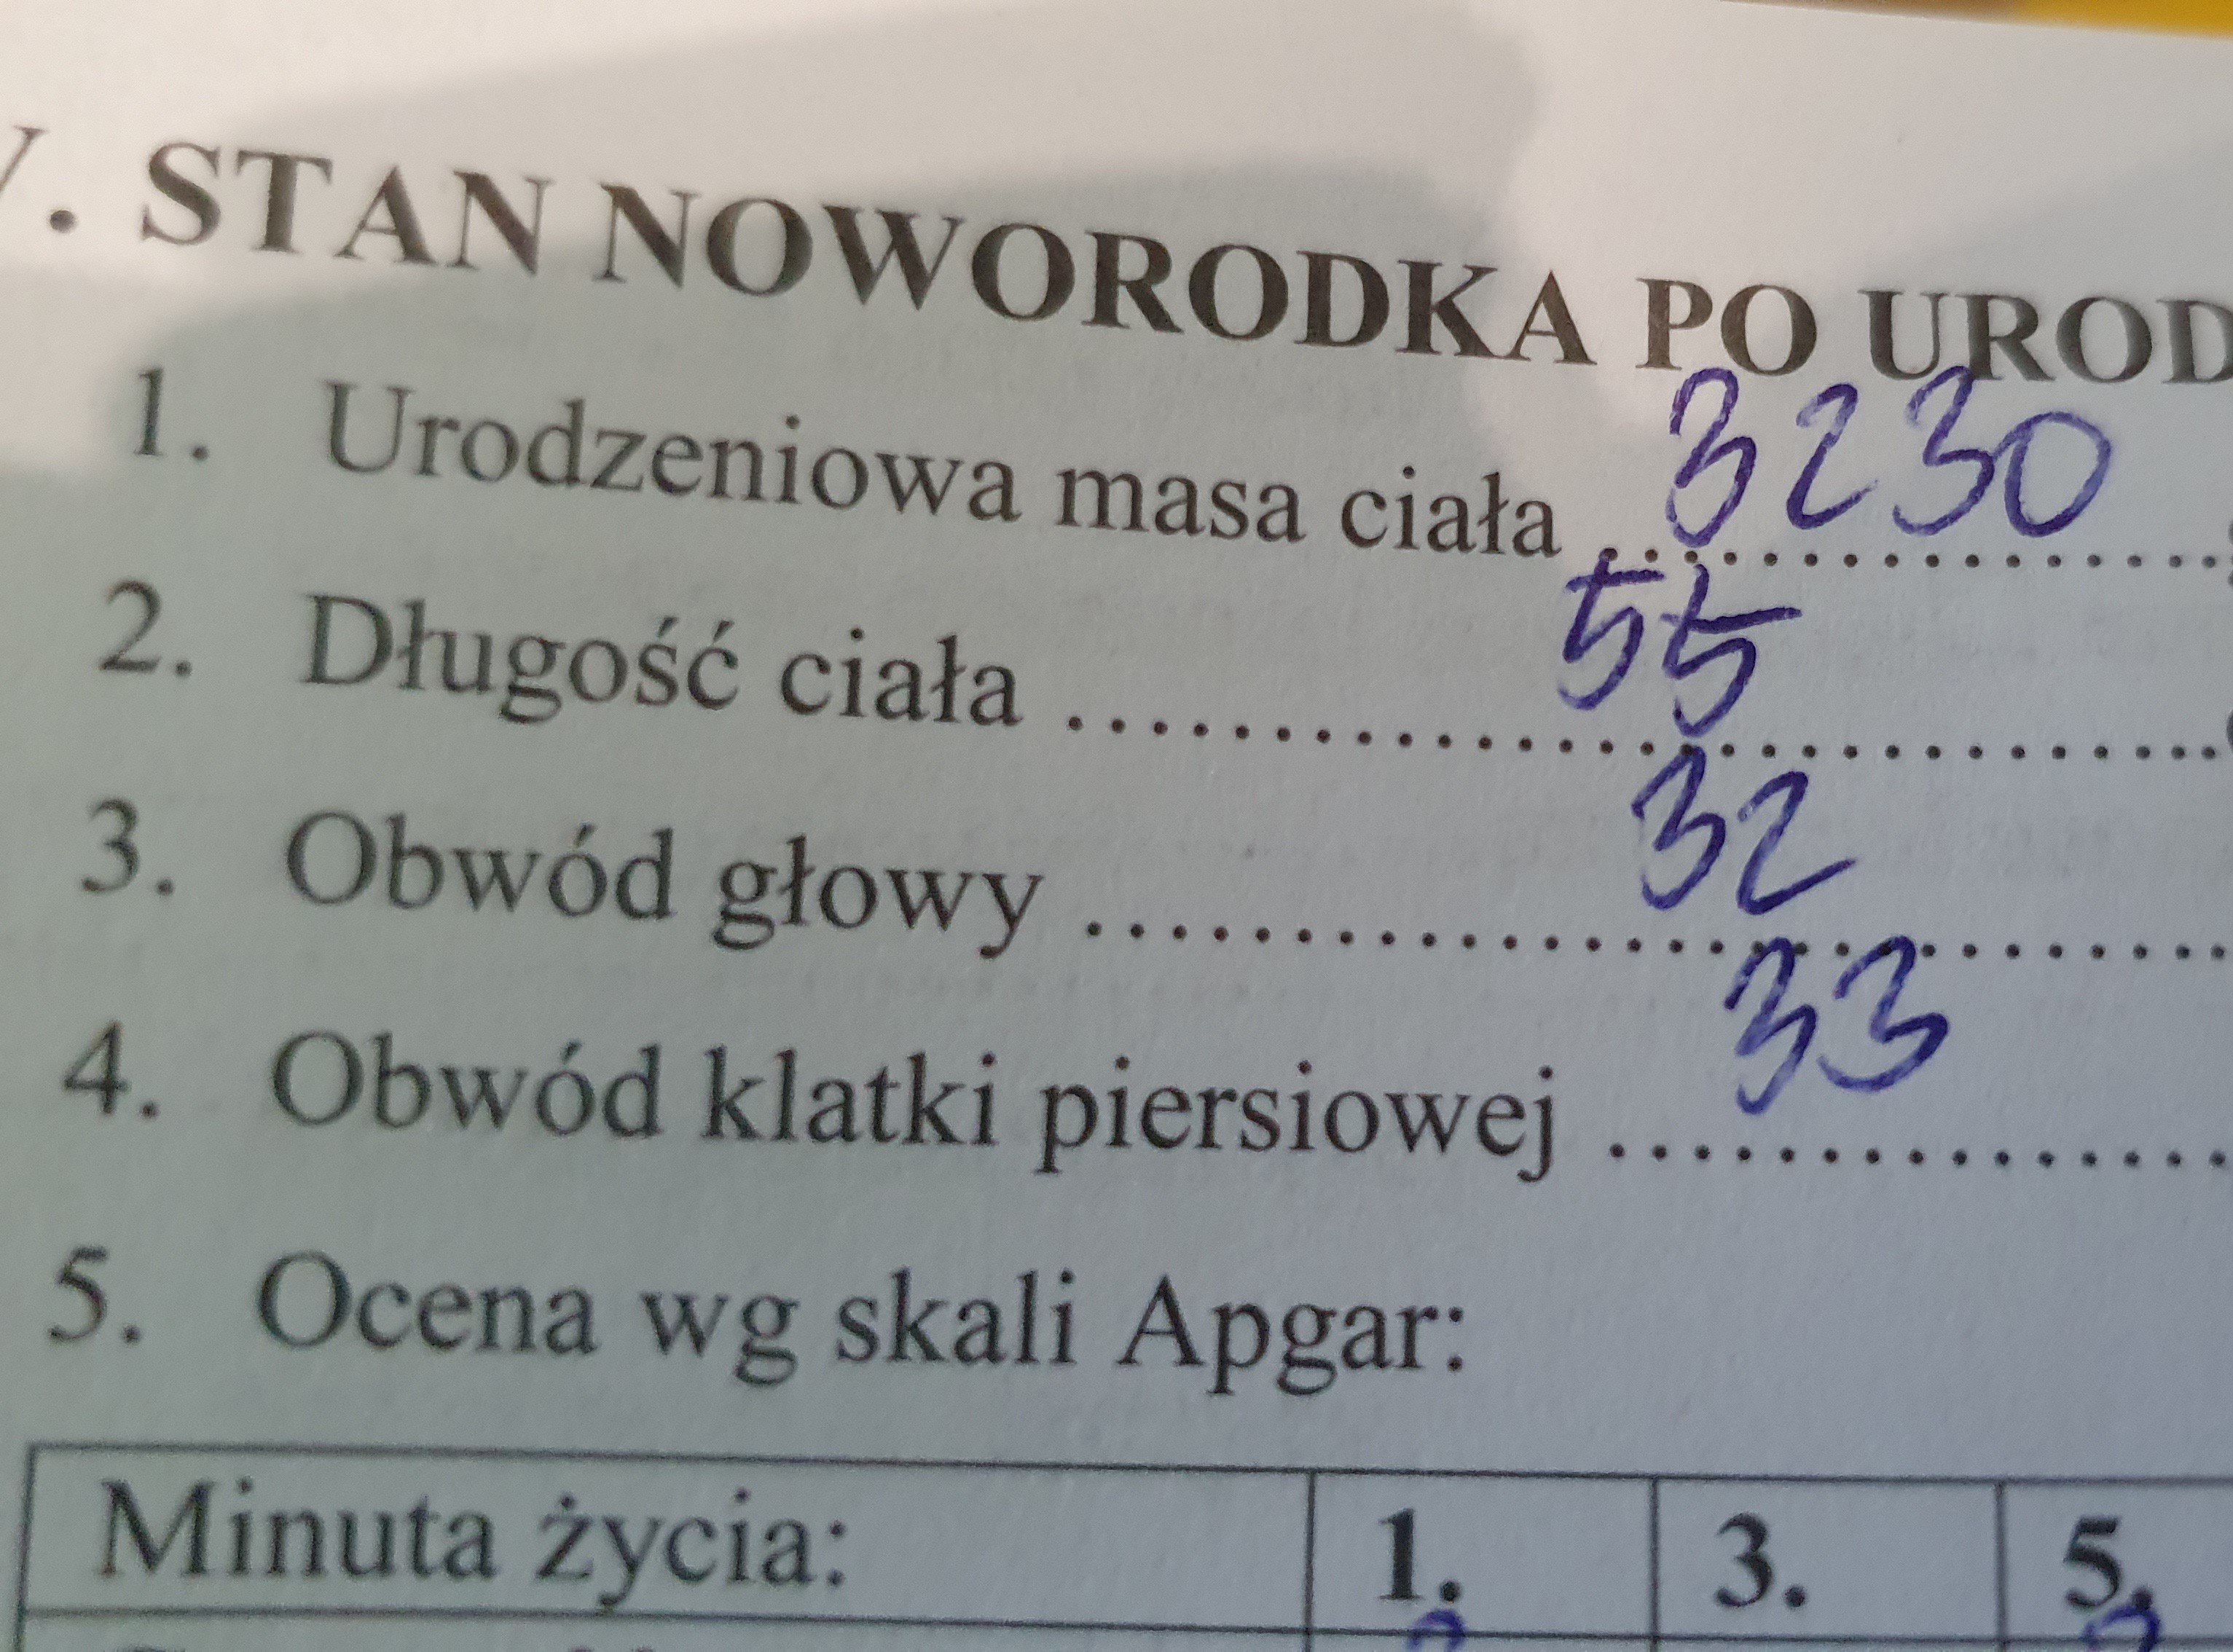 V. STAN NOWORODKA PO UROD
1. Urodzeniowa masa ciała 3230
2. Długość ciała 55
3. Obwód głowy 32
4. Obwód klatki piersiowej 33
5. Ocena wg skali Apgar:
Minuta życia: 1. 3. 5.